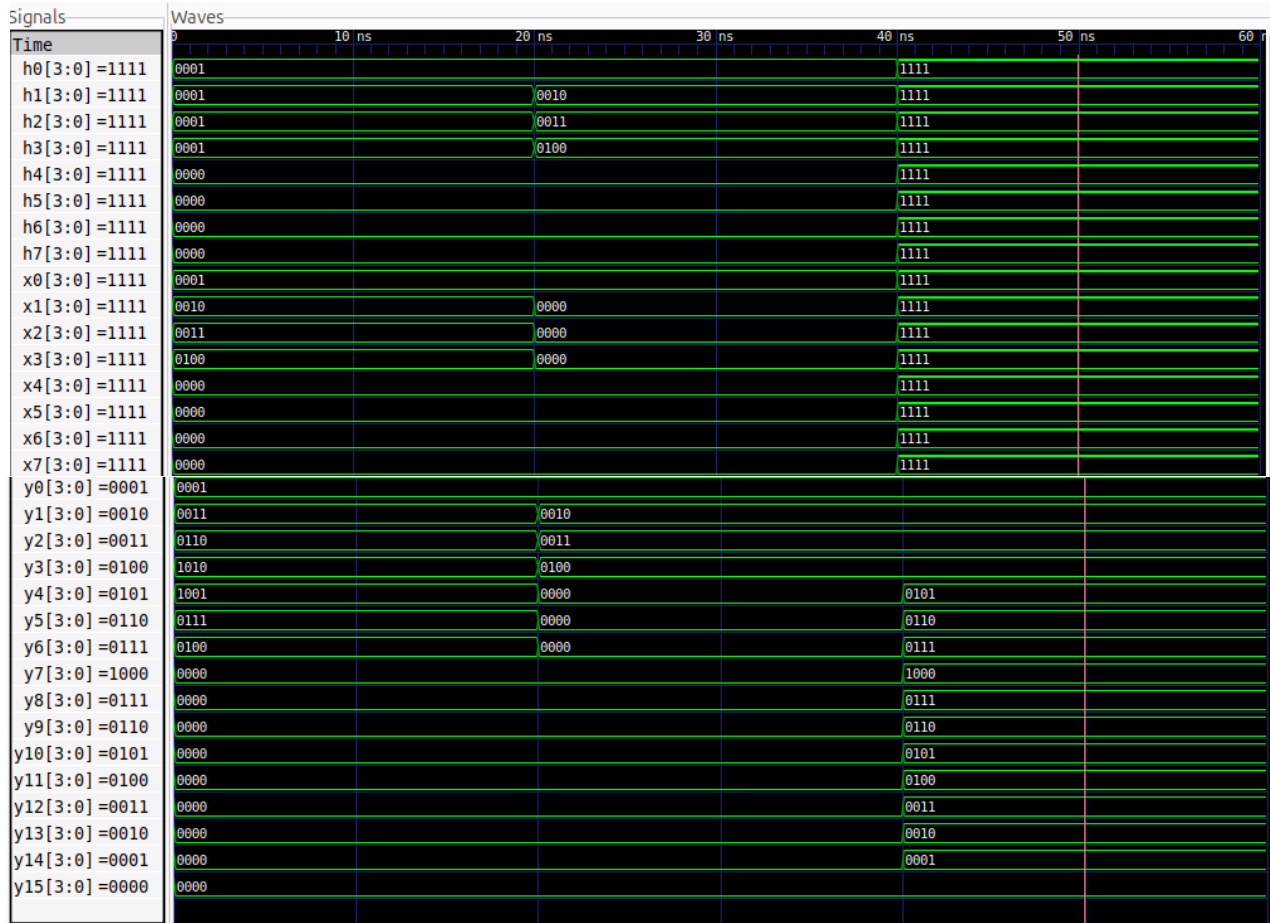 Signals Waves
Time 0 10 ns 20 ns 30 ns 40 ns 50 ns 60
h0[3:0]=1111 0001 1111
h1[3:0]=1111 0001 0010 1111
h2[3:0]=1111 0001 0011 1111
h3[3:0]=1111 0001 0100 1111
h4[3:0]=1111 0000 1111
h5[3:0]=1111 0000 1111
h6[3:0]=1111 0000 1111
h7[3:0]=1111 0000 1111
x0[3:0]=1111 0001 1111
x1[3:0]=1111 0010 0000 1111
x2[3:0]=1111 0011 0000 1111
x3[3:0]=1111 0100 0000 1111
x4[3:0]=1111 0000 1111
x5[3:0]=1111 0000 1111
x6[3:0]=1111 0000 1111
x7[3:0]=1111 0000 1111
y0[3:0]=0001 0001
y1[3:0]=0010 0011 0010
y2[3:0]=0011 0110 0011
y3[3:0]=0100 1010 0100
y4[3:0]=0101 1001 0000 0101
y5[3:0]=0110 0111 0000 0110
y6[3:0]=0111 0100 0000 0111
y7[3:0]=1000 0000 1000
y8[3:0]=0111 0000 0111
y9[3:0]=0110 0000 0110
y10[3:0]=0101 0000 0101
y11[3:0]=0100 0000 0100
y12[3:0]=0011 0000 0011
y13[3:0]=0010 0000 0010
y14[3:0]=0001 0000 0001
y15[3:0]=0000 0000